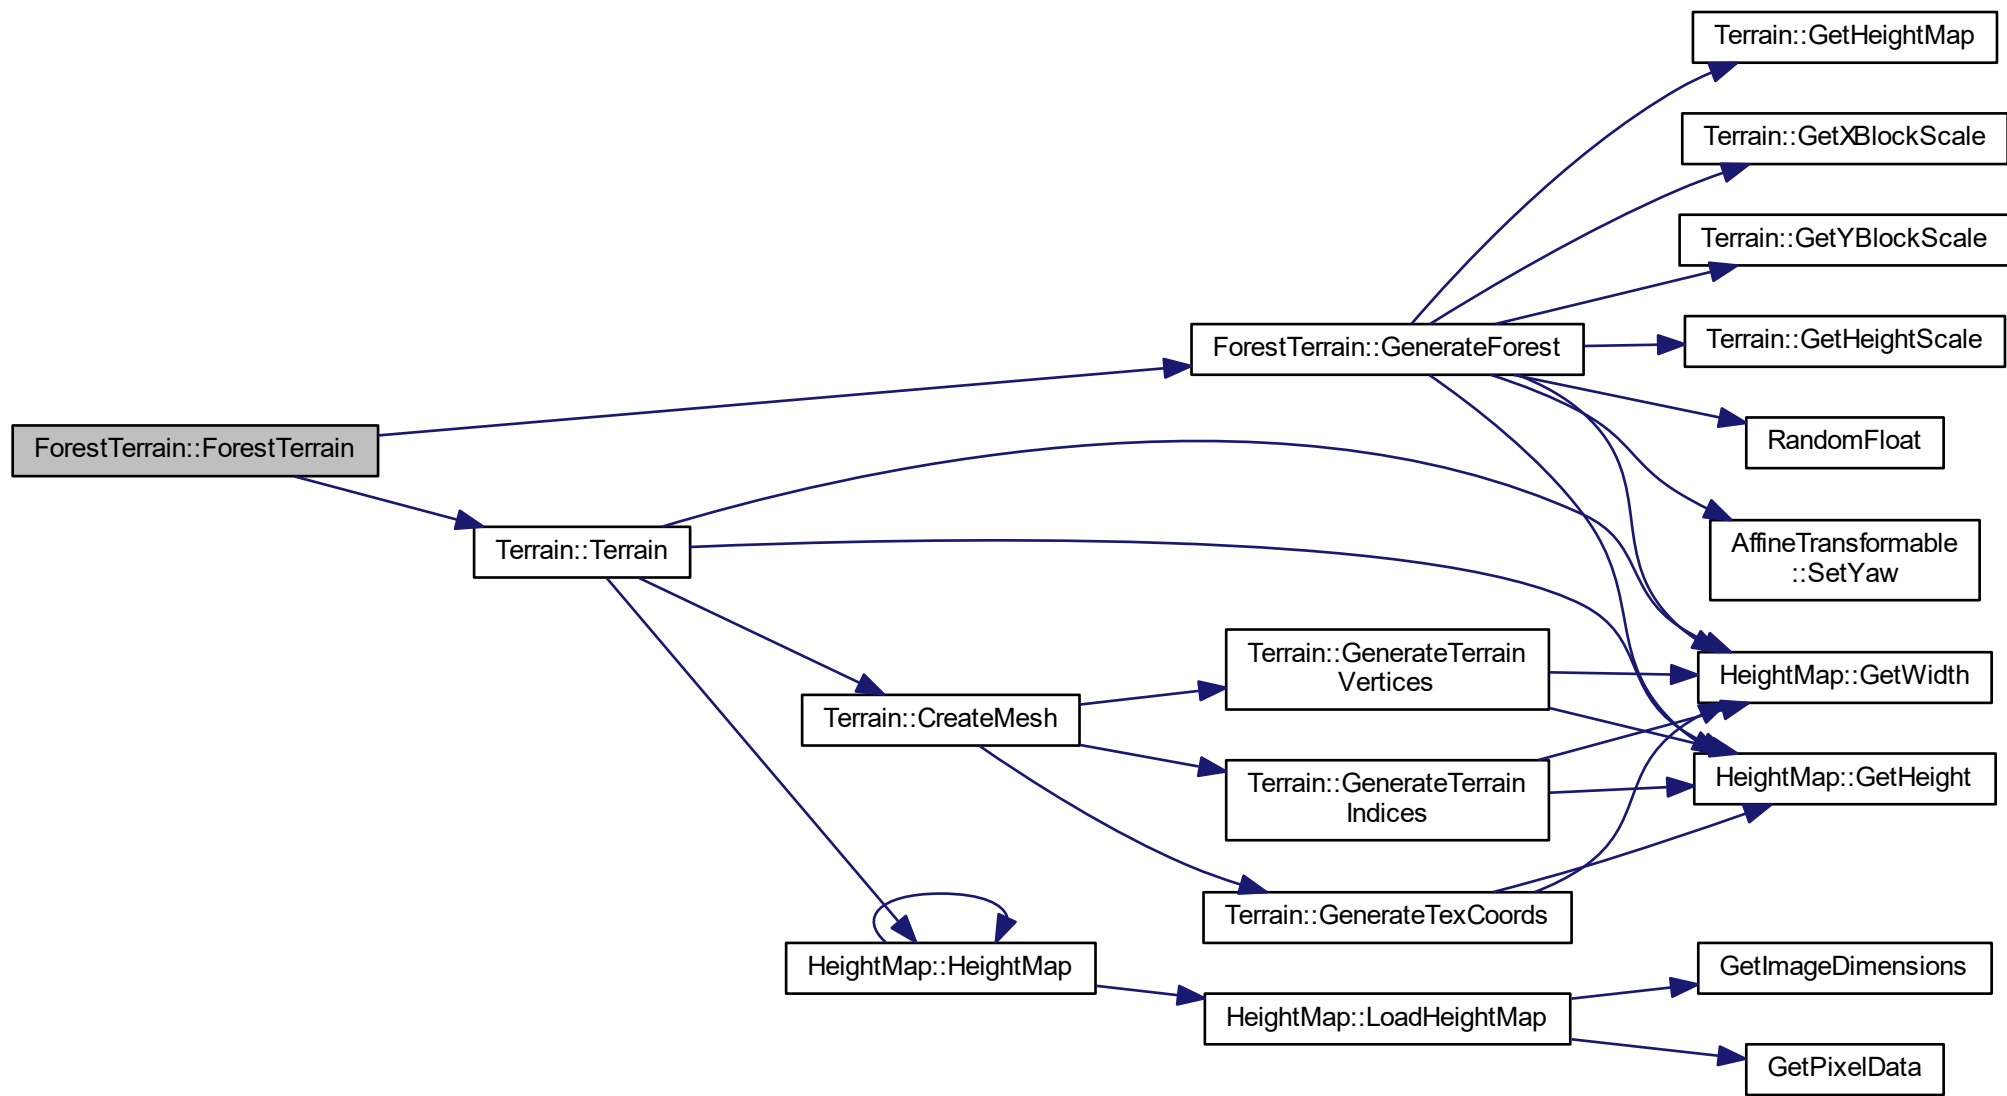 Terrain::GetHeightMap
Terrain::GetXBlockScale
Terrain::GetYBlockScale
ForestTerrain::GenerateForest
Terrain::GetHeightScale
ForestTerrain::ForestTerrain
RandomFloat
Terrain::Terrain
AffineTransformable
::SetYaw
Terrain::GenerateTerrain
Vertices
HeightMap::GetWidth
Terrain::CreateMesh
Terrain::GenerateTerrain
Indices
HeightMap::GetHeight
Terrain::GenerateTexCoords
HeightMap::HeightMap
GetImageDimensions
HeightMap::LoadHeightMap
GetPixelData